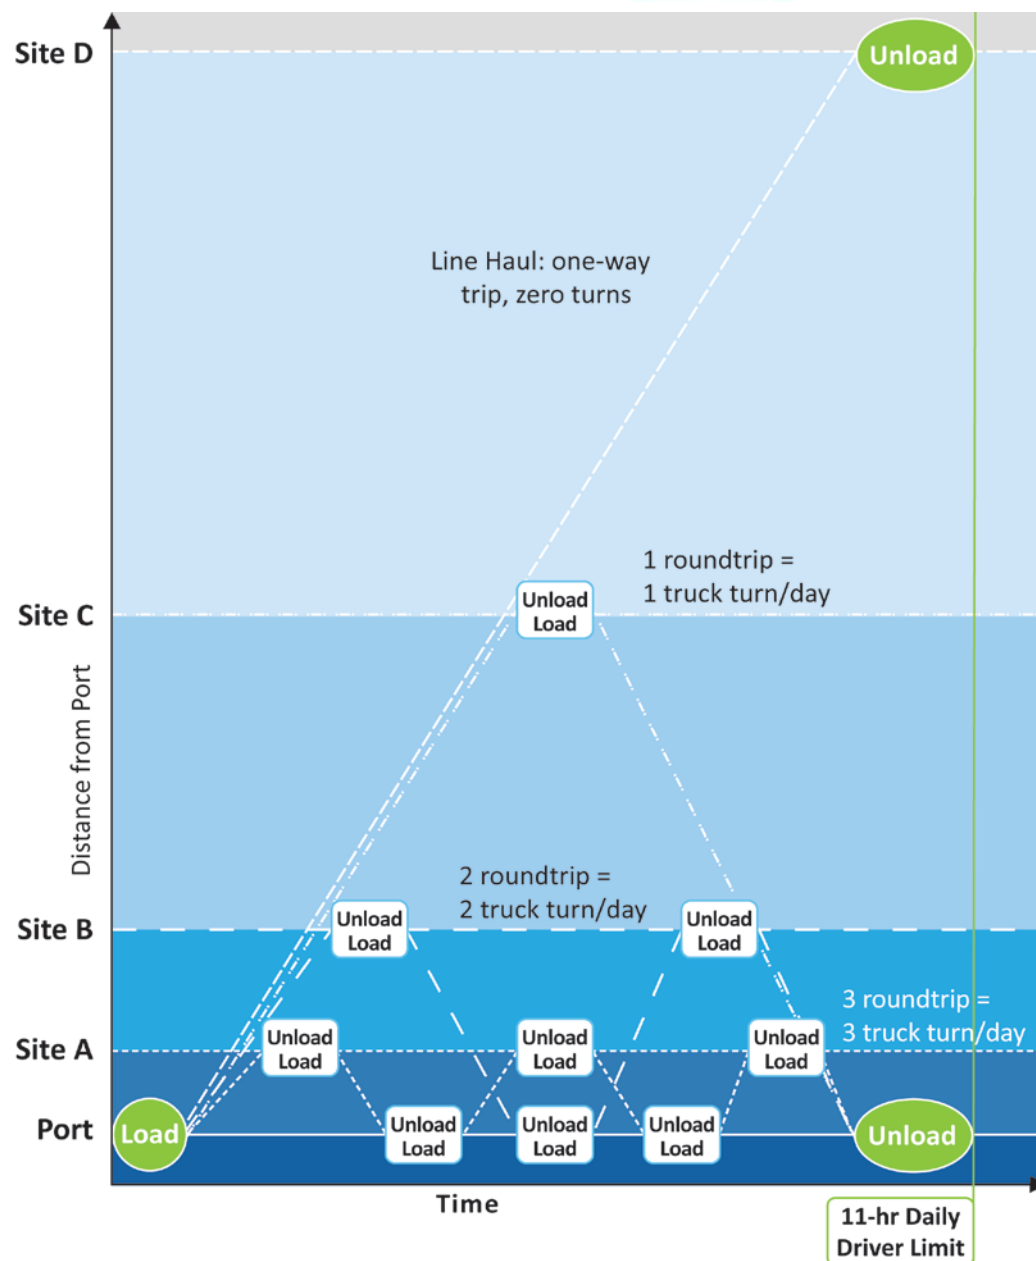 Site D
Unload
Line Haul: one-way
trip, zero turns
1 roundtrip =
1 truck turn/day
Site C
Unload
Load
Distance from Port
2 roundtrip =
2 truck turn/day
Site B
Unload
Load
Unload
Load
3 roundtrip =
3 truck turn/day
Site A
Unload
Load
Unload
Load
Unload
Load
Port
Load
Unload
Load
Unload
Load
Unload
Load
Unload
Time
11-hr Daily
Driver Limit